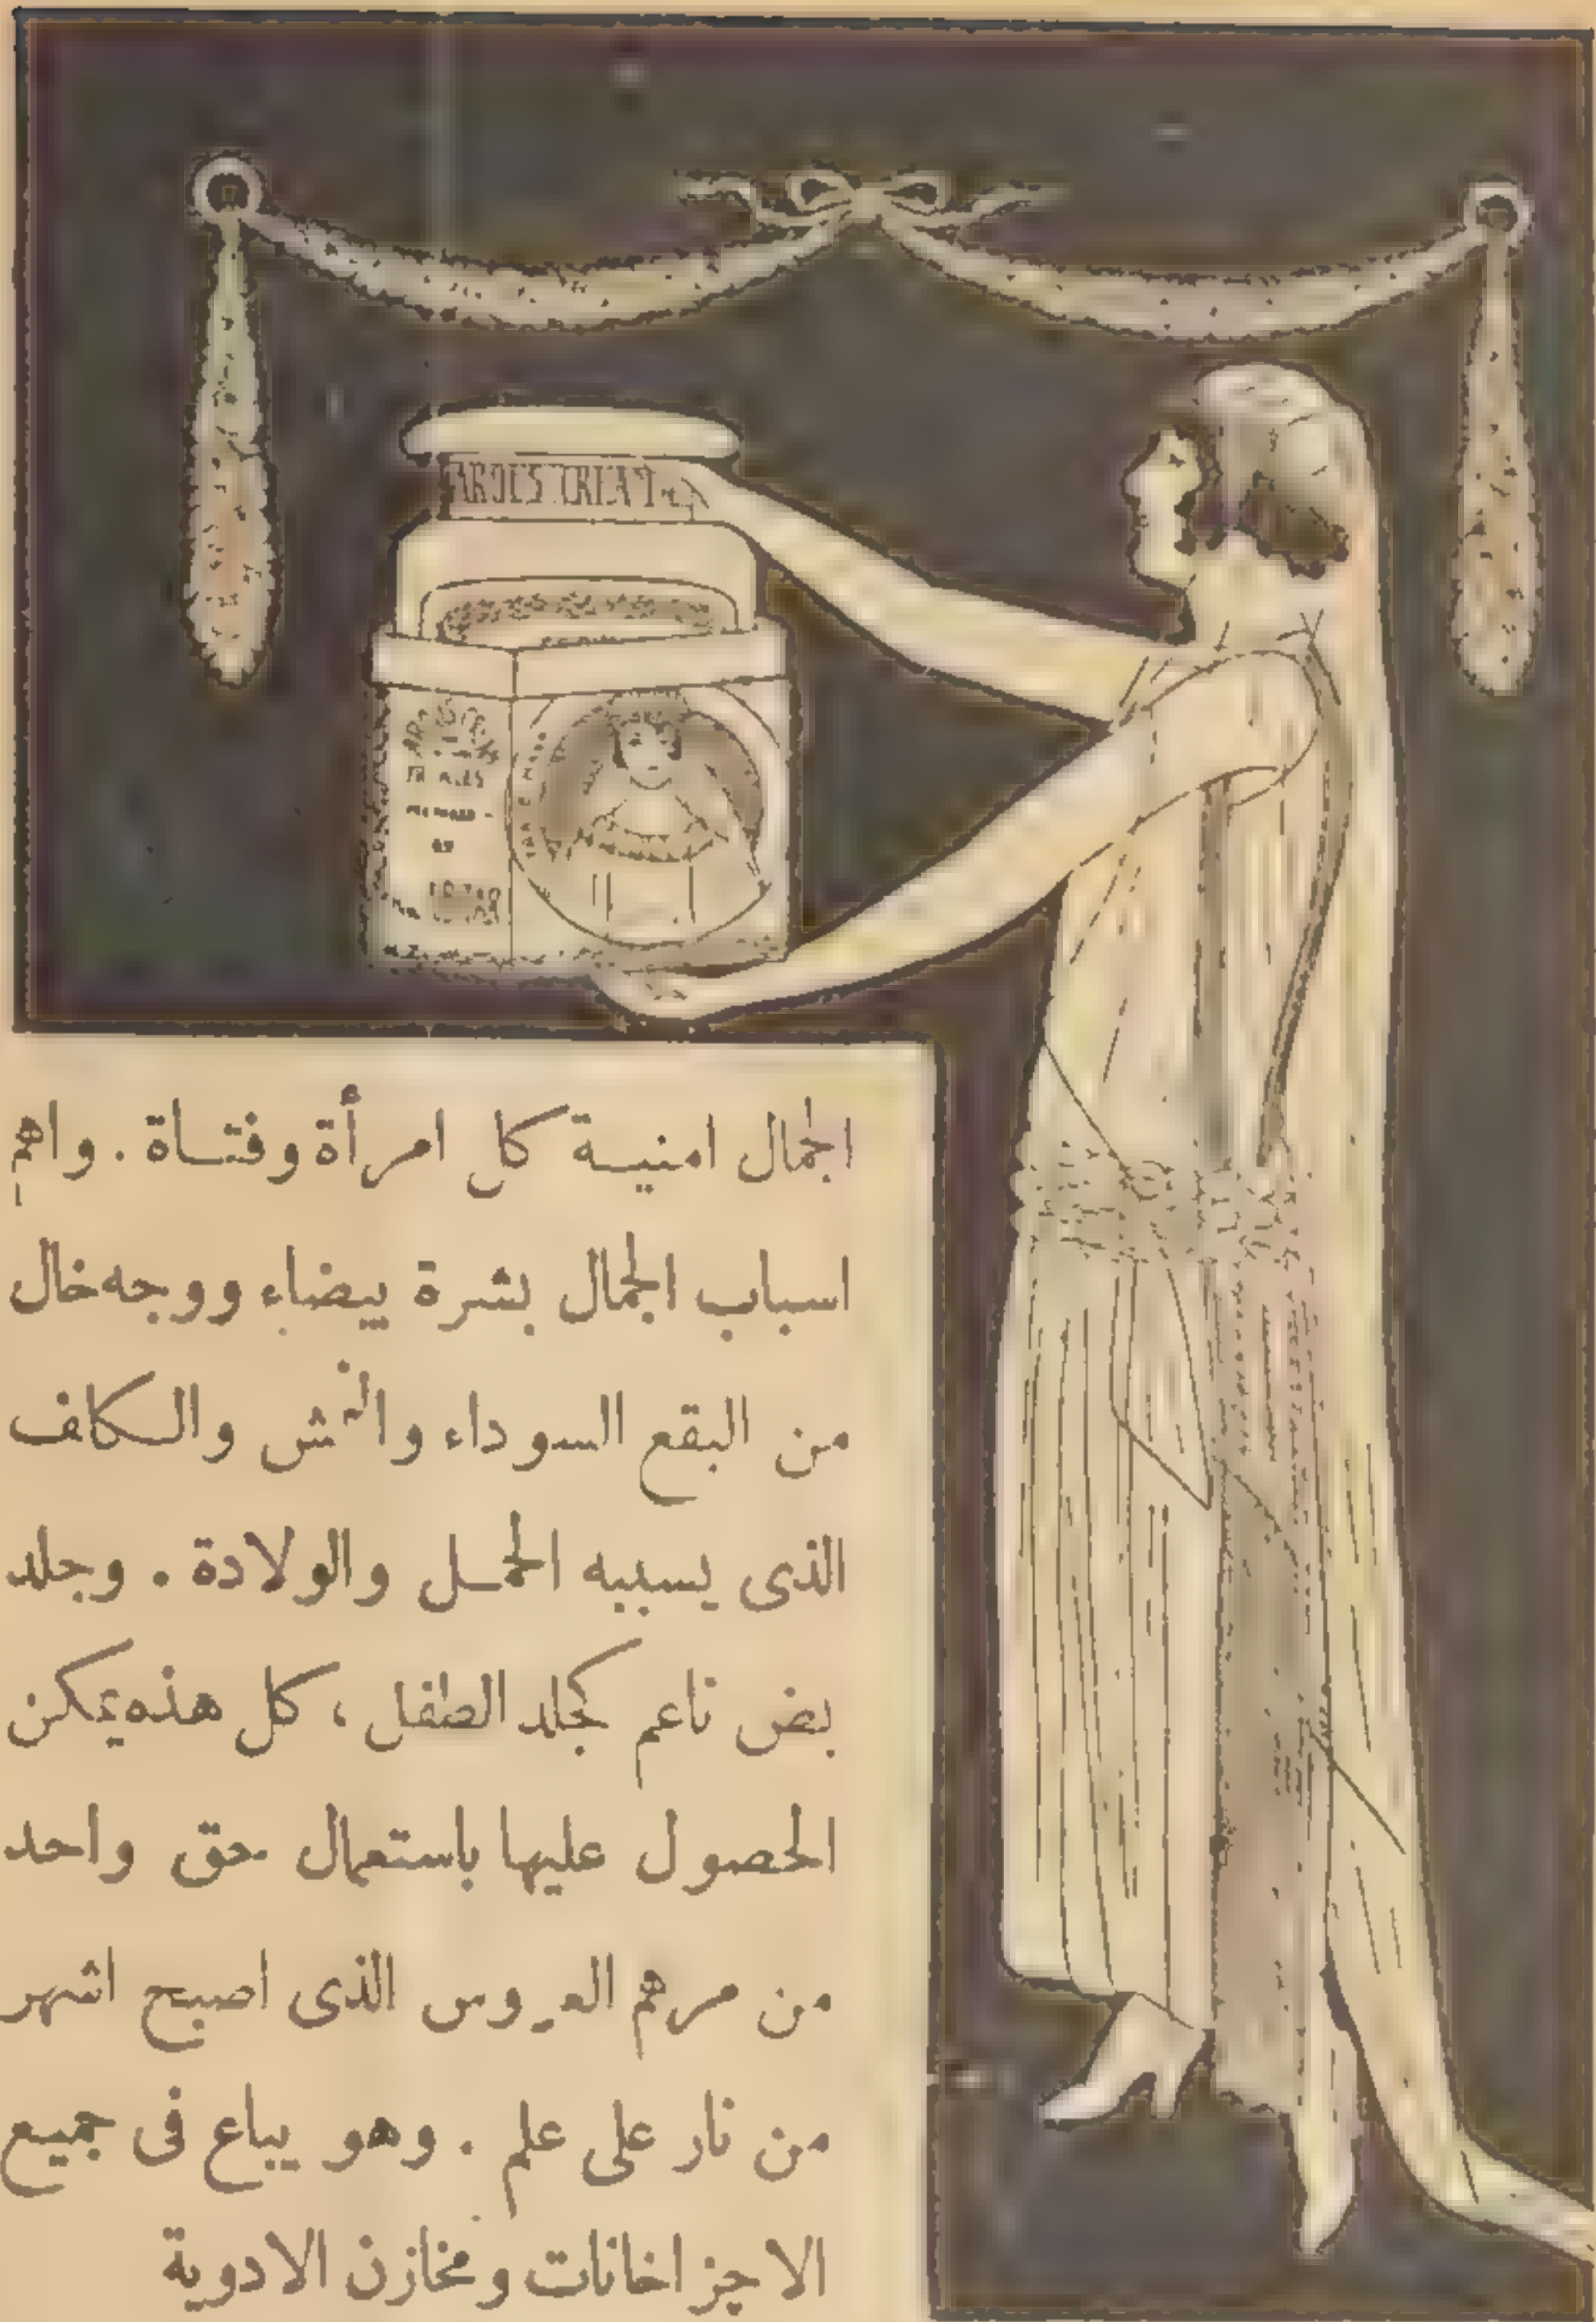 الجمال امنيـة كل امرأة وفتـاة . واهم
اسباب الجمال بشرة بيضاء ووجه خال
من البقع السوداء والنمش والكلف
الذى يسببه الحمـل والولادة . وجلد
بض ناعم كجلد الطفل ، كل هذه يمكن
الحصول عليها باستعمال حق واحد
من مرهم العروس الذى اصبح اشهر
من نار على علم . وهو يباع فى جميع
الاجزاخانات ومخازن الادوية